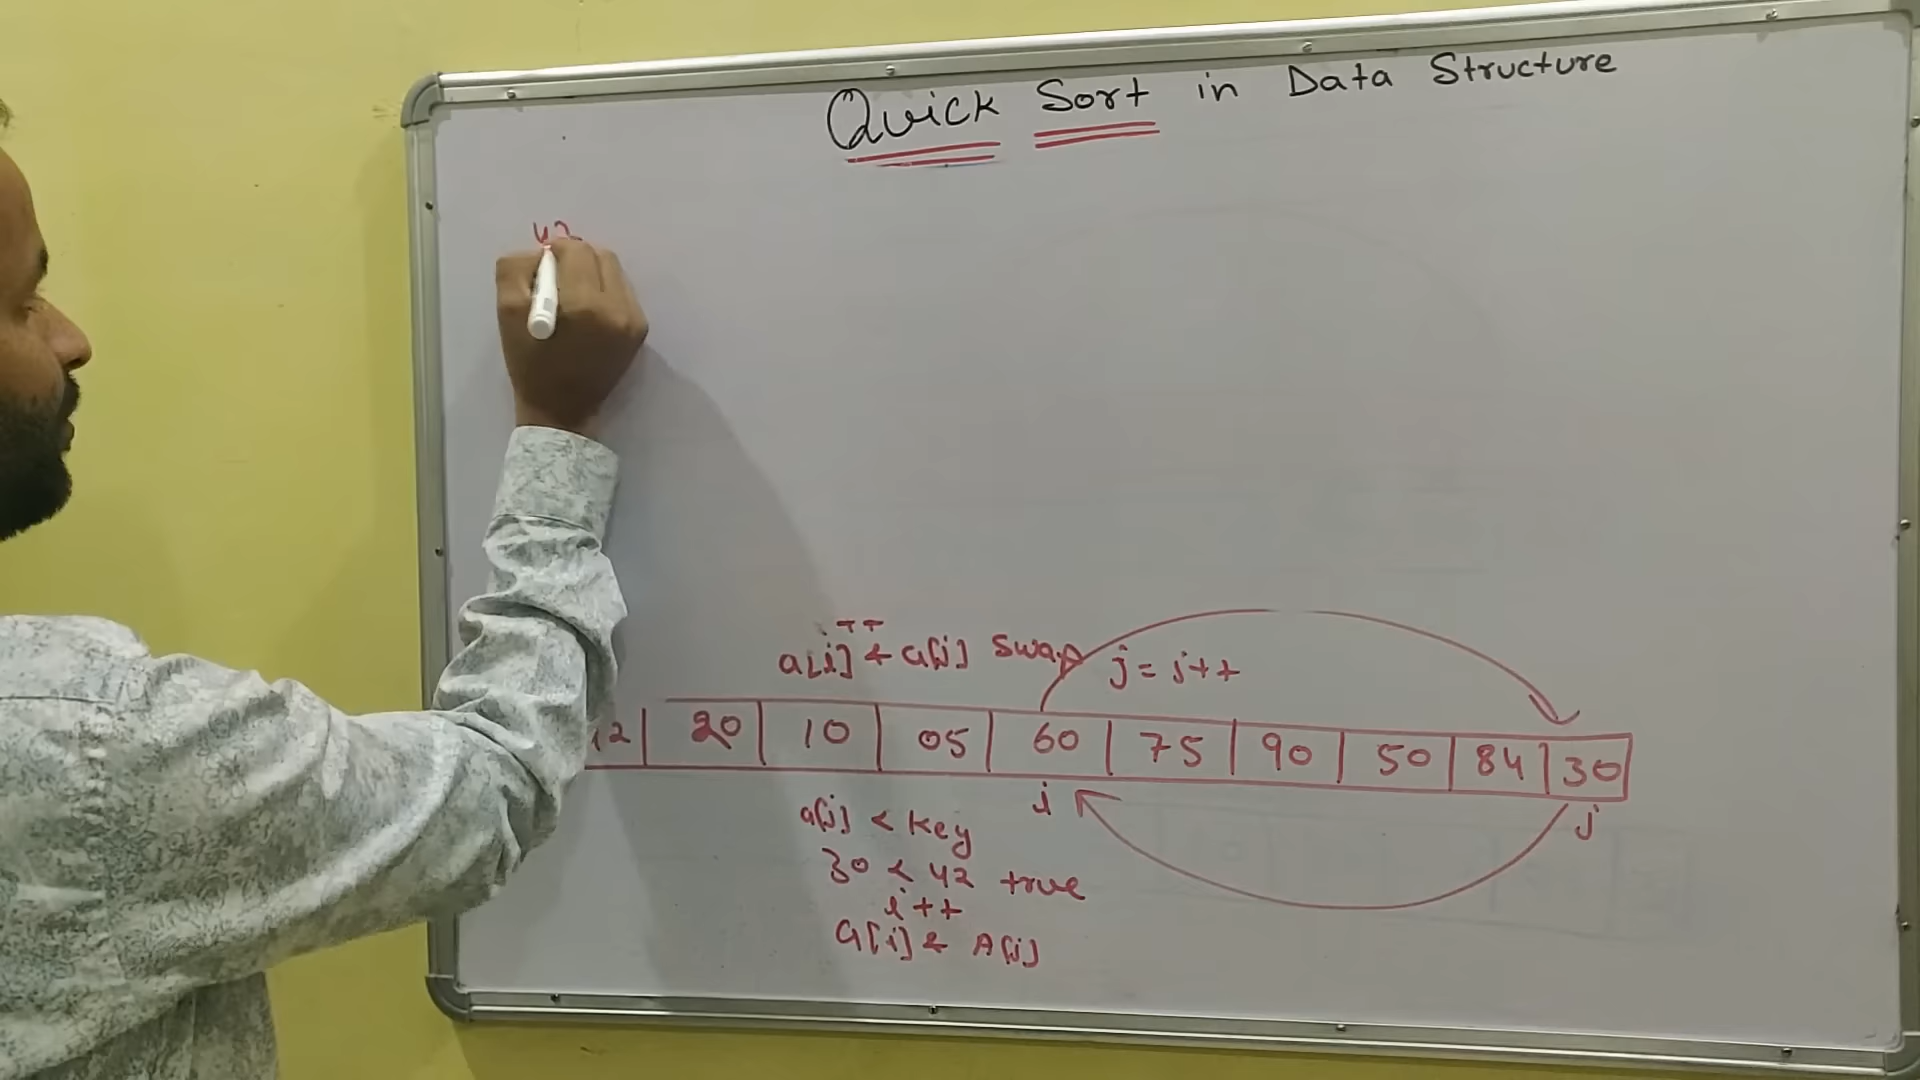 Quick Sort in Data Structure
42
i++
a[i] & a[j] Swap j = j++
20 10 05 60 75 90 50 84 30
i j
a[j] < Key
30 < 42 true
i++
a[i] & A[j]